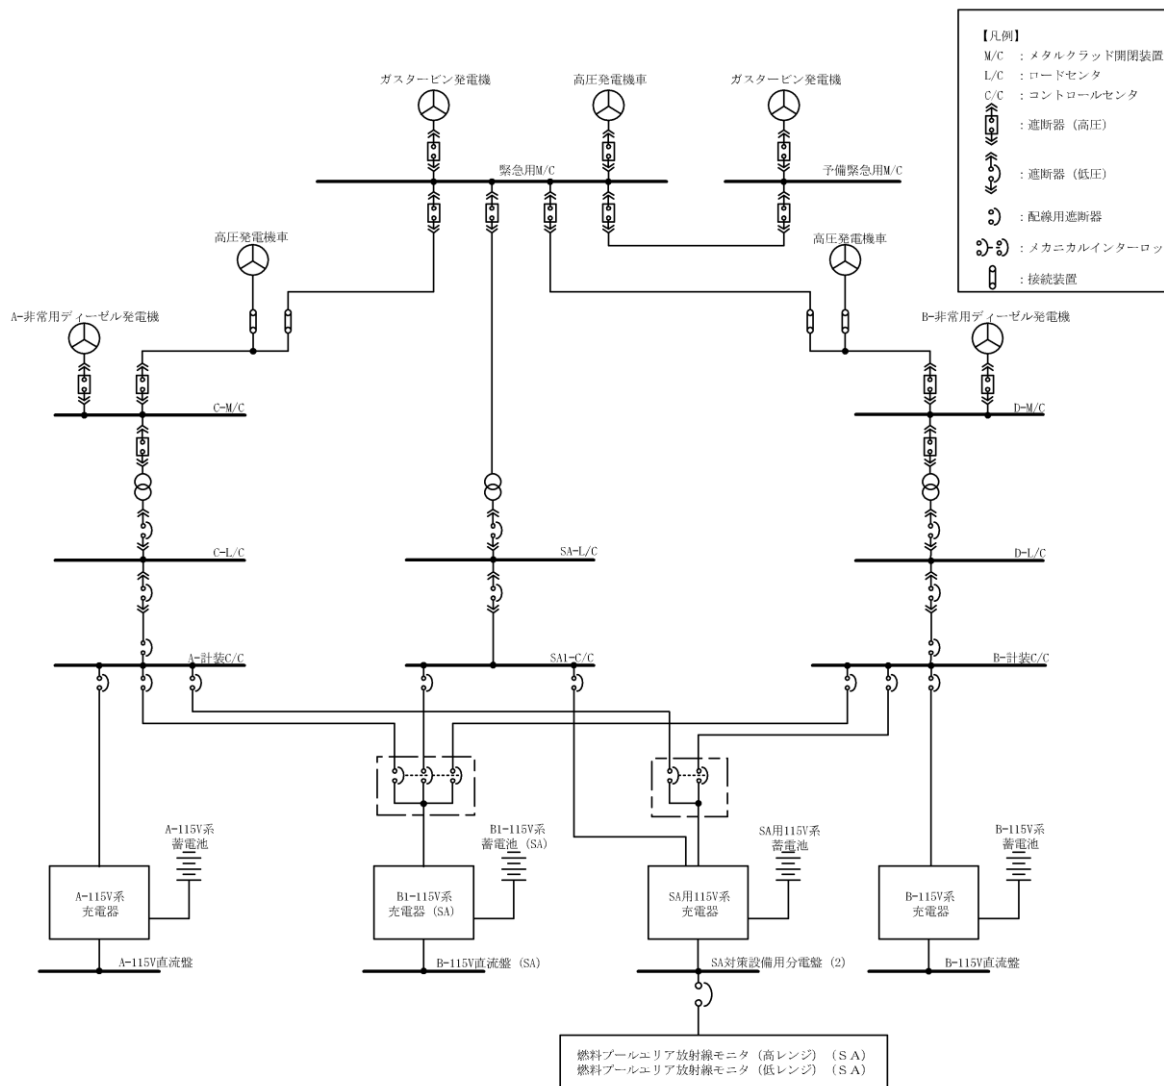 【凡例】
M/C : メタルクラッド開閉装置
L/C : ロードセンタ
C/C : コントロールセンタ
: 遮断器 (高圧)
: 遮断器 (低圧)
: 配線用遮断器
: メカニカルインターロッ
: 接続装置
ガスタービン発電機
高圧発電機車
ガスタービン発電機
緊急用M/C
予備緊急用M/C
高圧発電機車
高圧発電機車
A-非常用ディーゼル発電機
B-非常用ディーゼル発電機
C-M/C
D-M/C
C-L/C
SA-L/C
D-L/C
A-計装C/C
SA1-C/C
B-計装C/C
A-115V系
蓄電池
B1-115V系
蓄電池 (SA)
SA用115V系
蓄電池
B-115V系
蓄電池
A-115V系
充電器
B1-115V系
充電器 (SA)
SA用115V系
充電器
B-115V系
充電器
A-115V直流盤
B-115V直流盤 (SA)
SA対策設備用分電盤 (2)
B-115V直流盤
燃料プールエリア放射線モニタ (高レンジ) (SA)
燃料プールエリア放射線モニタ (低レンジ) (SA)